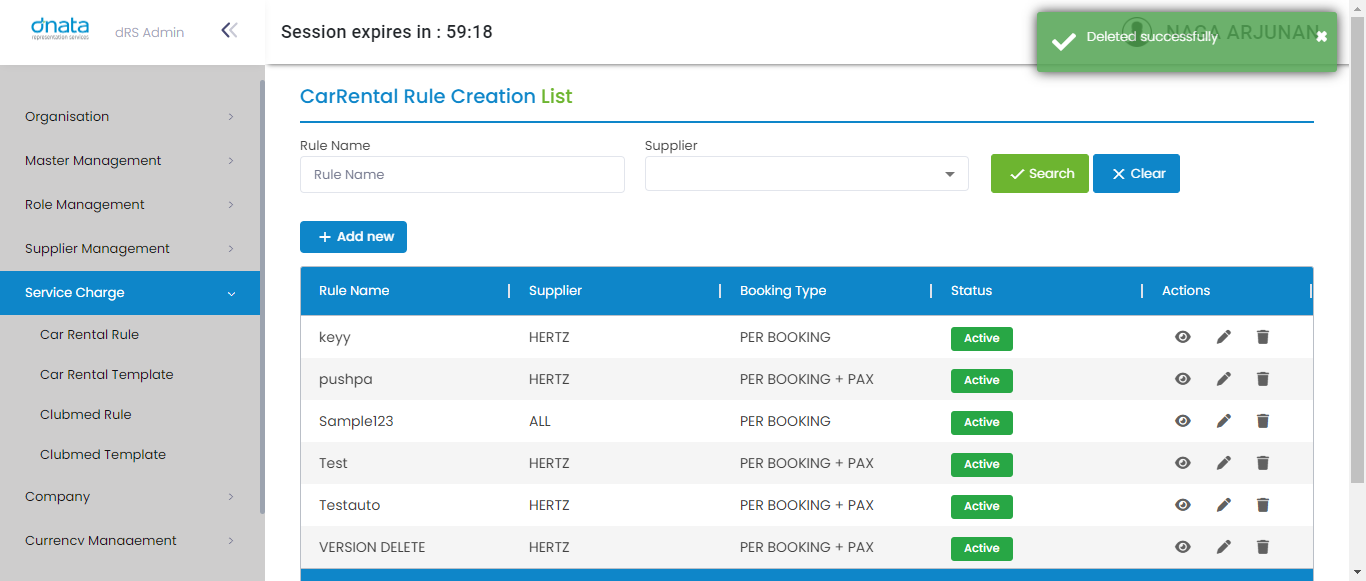 dnata
representation services
dRS Admin
Session expires in : 59:18
NAGA ARJUNAN
Deleted successfully
Organisation
Master Management
Role Management
Supplier Management
Service Charge
Car Rental Rule
Car Rental Template
Clubmed Rule
Clubmed Template
Company
Currency Management
CarRental Rule Creation List
Rule Name
Supplier
Rule Name
Search
Clear
+ Add new
Rule Name | Supplier | Booking Type | Status | Actions |
keyy HERTZ PER BOOKING Active
pushpa HERTZ PER BOOKING + PAX Active
Sample123 ALL PER BOOKING Active
Test HERTZ PER BOOKING + PAX Active
Testauto HERTZ PER BOOKING + PAX Active
VERSION DELETE HERTZ PER BOOKING + PAX Active